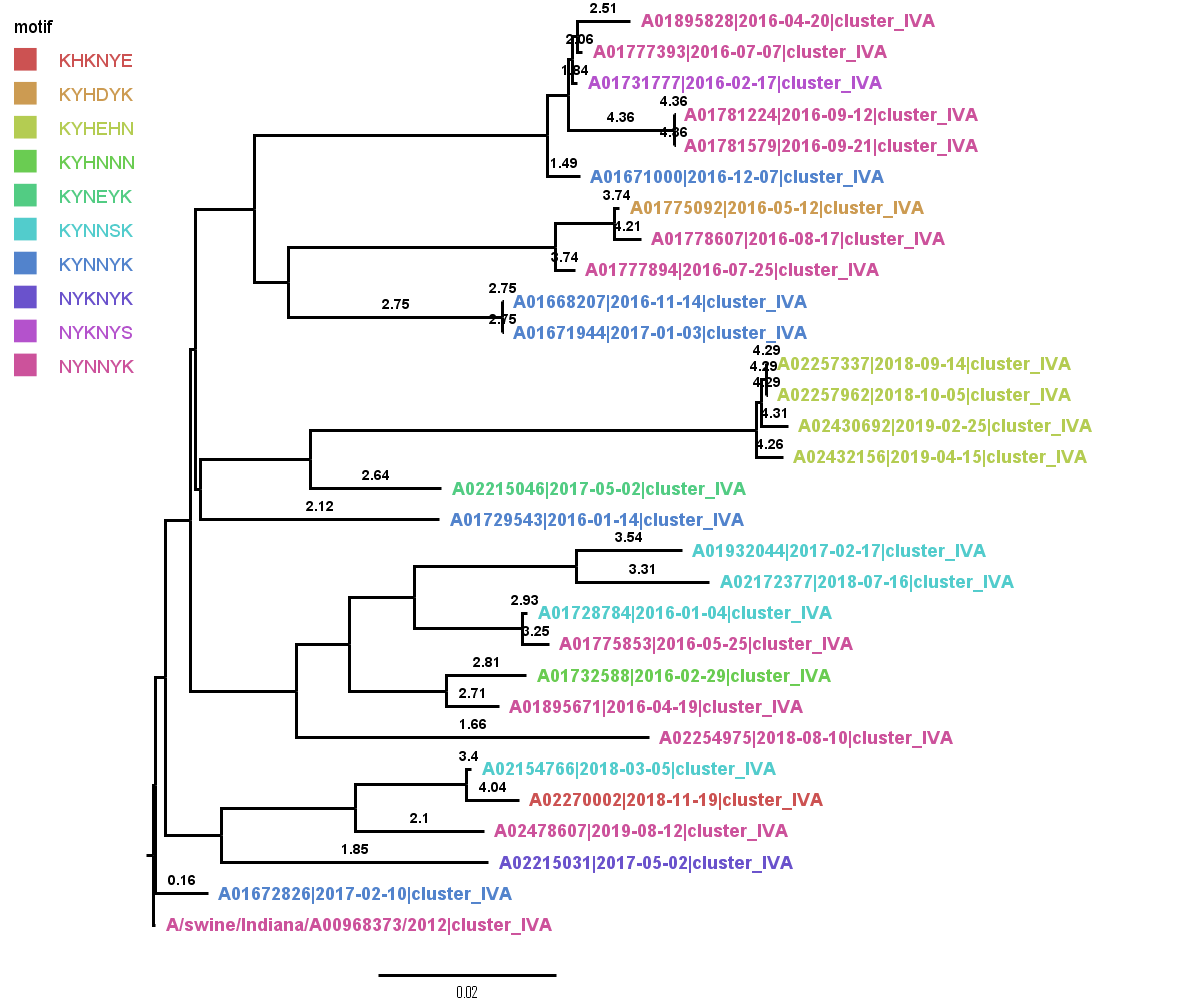 motif
KHKNYE
KYHDYK
KYHEHN
KYHNNN
KYNEYK
KYNNSK
KYNNYK
NYKNYK
NYKNYS
NYNNYK
2.51
A01895828|2016-04-20|cluster_IVA
2.06
A01777393|2016-07-07|cluster_IVA
1.84
A01731777|2016-02-17|cluster_IVA
4.36
A01781224|2016-09-12|cluster_IVA
4.36
4.36
A01781579|2016-09-21|cluster_IVA
1.49
A01671000|2016-12-07|cluster_IVA
3.74
A01775092|2016-05-12|cluster_IVA
4.21
A01778607|2016-08-17|cluster_IVA
3.74
A01777894|2016-07-25|cluster_IVA
2.75
A01668207|2016-11-14|cluster_IVA
2.75
2.75
A01671944|2017-01-03|cluster_IVA
4.29
A02257337|2018-09-14|cluster_IVA
4.29
4.29
A02257962|2018-10-05|cluster_IVA
4.31
A02430692|2019-02-25|cluster_IVA
4.26
A02432156|2019-04-15|cluster_IVA
2.64
A02215046|2017-05-02|cluster_IVA
2.12
A01729543|2016-01-14|cluster_IVA
3.54
A01932044|2017-02-17|cluster_IVA
3.31
A02172377|2018-07-16|cluster_IVA
2.93
A01728784|2016-01-04|cluster_IVA
3.25
A01775853|2016-05-25|cluster_IVA
2.81
A01732588|2016-02-29|cluster_IVA
2.71
A01895671|2016-04-19|cluster_IVA
1.66
A02254975|2018-08-10|cluster_IVA
3.4
A02154766|2018-03-05|cluster_IVA
4.04
A02270002|2018-11-19|cluster_IVA
2.1
A02478607|2019-08-12|cluster_IVA
1.85
A02215031|2017-05-02|cluster_IVA
0.16
A01672826|2017-02-10|cluster_IVA
A/swine/Indiana/A00968373/2012|cluster_IVA
0.02